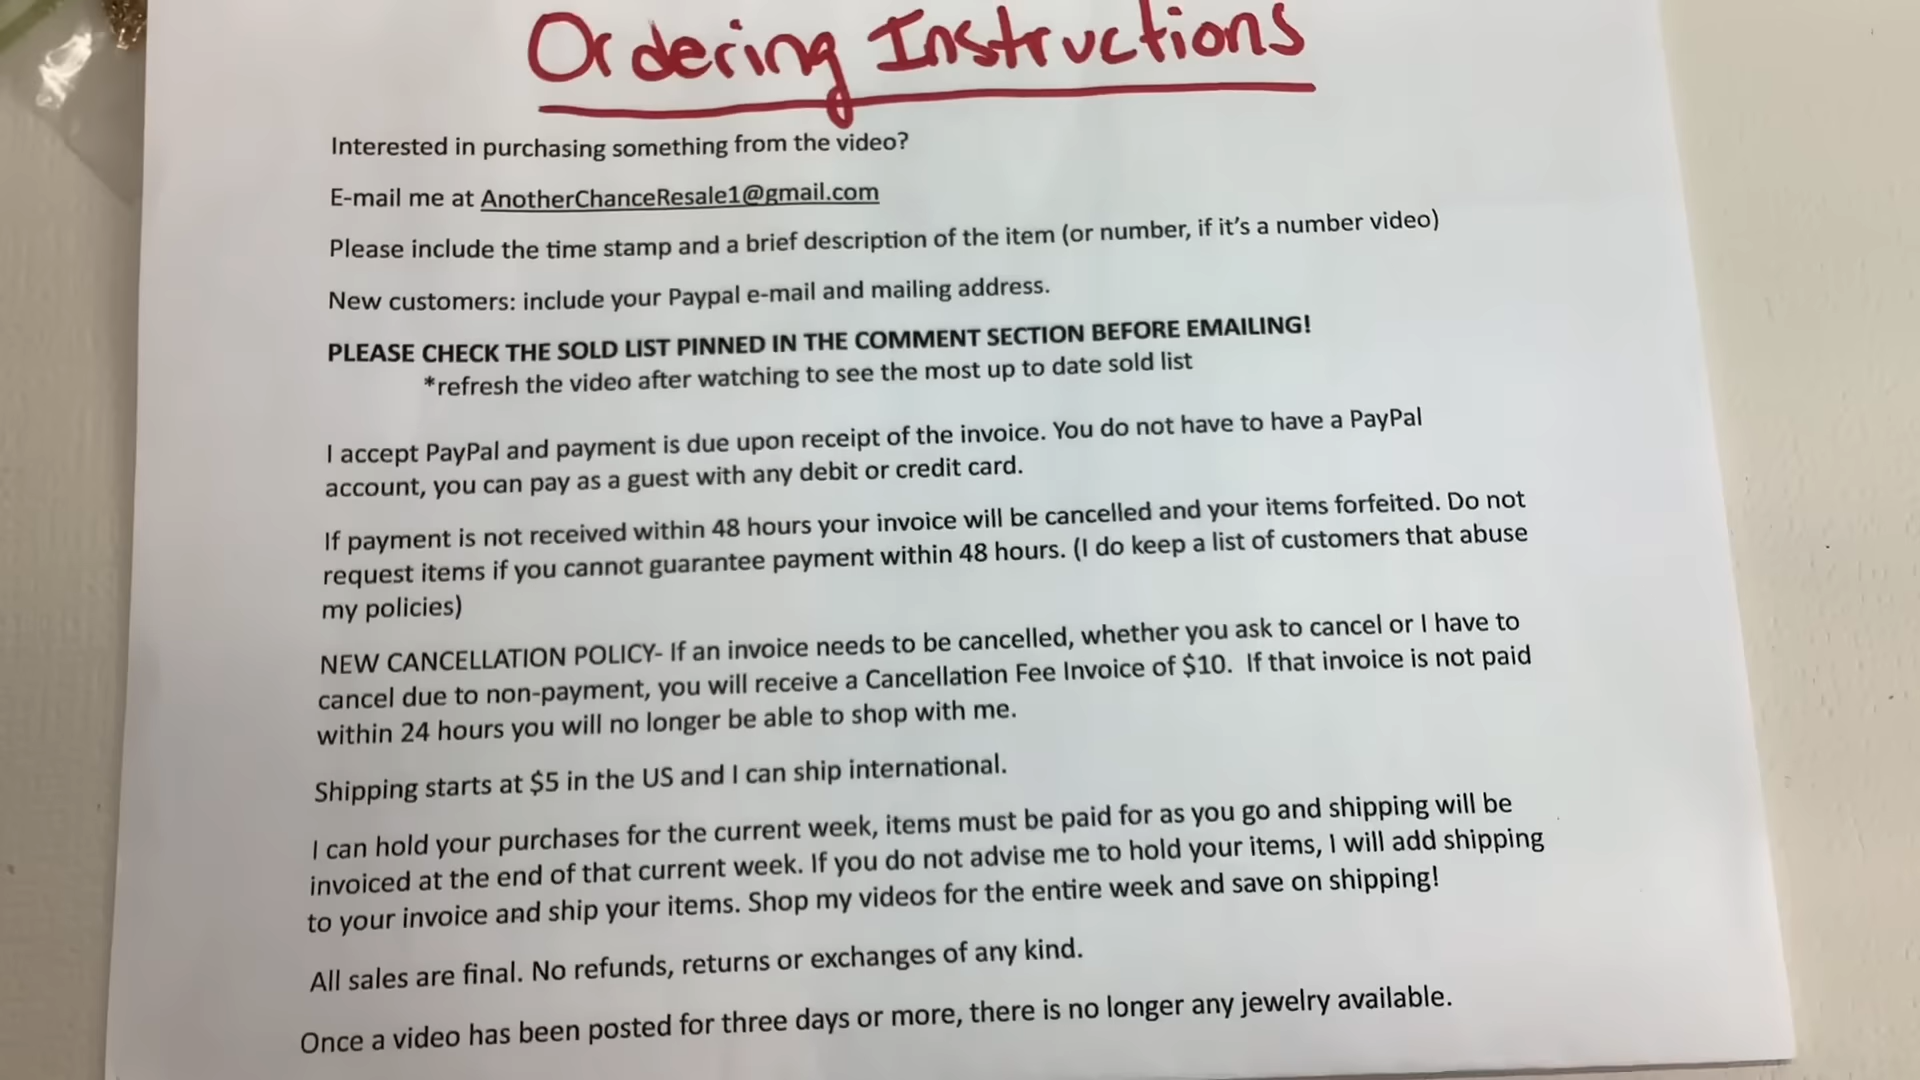 Ordering Instructions
Interested in purchasing something from the video?
E-mail me at AnotherChanceResale1@gmail.com
Please include the time stamp and a brief description of the item (or number, if it's a number video)
New customers: include your Paypal e-mail and mailing address.
PLEASE CHECK THE SOLD LIST PINNED IN THE COMMENT SECTION BEFORE EMAILING!
*refresh the video after watching to see the most up to date sold list
I accept PayPal and payment is due upon receipt of the invoice. You do not have to have a PayPal
account, you can pay as a guest with any debit or credit card.
If payment is not received within 48 hours your invoice will be cancelled and your items forfeited. Do not
request items if you cannot guarantee payment within 48 hours. (I do keep a list of customers that abuse
my policies)
NEW CANCELLATION POLICY- If an invoice needs to be cancelled, whether you ask to cancel or I have to
cancel due to non-payment, you will receive a Cancellation Fee Invoice of $10. If that invoice is not paid
within 24 hours you will no longer be able to shop with me.
Shipping starts at $5 in the US and I can ship international.
I can hold your purchases for the current week, items must be paid for as you go and shipping will be
invoiced at the end of that current week. If you do not advise me to hold your items, I will add shipping
to your invoice and ship your items. Shop my videos for the entire week and save on shipping!
All sales are final. No refunds, returns or exchanges of any kind.
Once a video has been posted for three days or more, there is no longer any jewelry available.